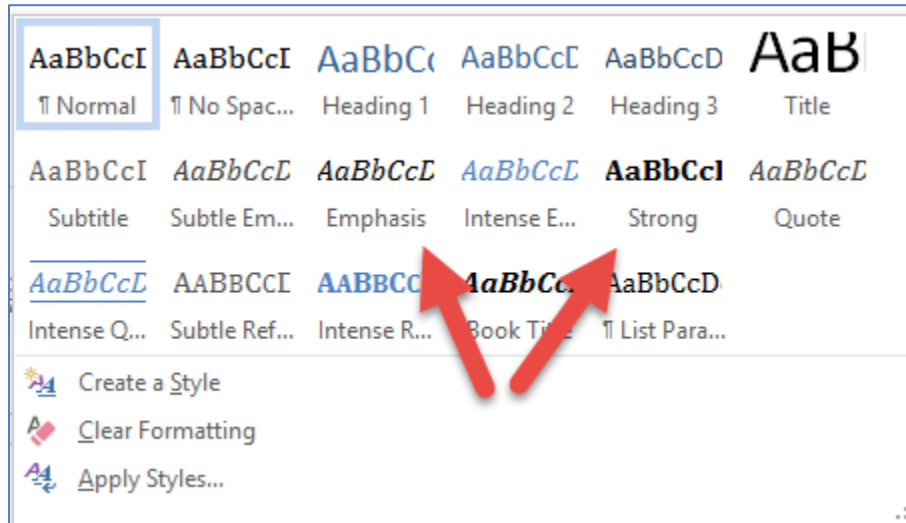 AaBbCcI AaBbCcI AaBbC AaBbCcD AaBbCcD AaB
¶ Normal ¶ No Spac... Heading 1 Heading 2 Heading 3 Title
AaBbCcI AaBbCcD AaBbCcD AaBbCcD AaBbCcI AaBbCcD
Subtitle Subtle Em... Emphasis Intense E... Strong Quote
AaBbCcD AABBCCI AABBCC AaBbCc AaBbCcD
Intense Q... Subtle Ref... Intense R... Book Title ¶ List Para...
Create a Style
Clear Formatting
Apply Styles...